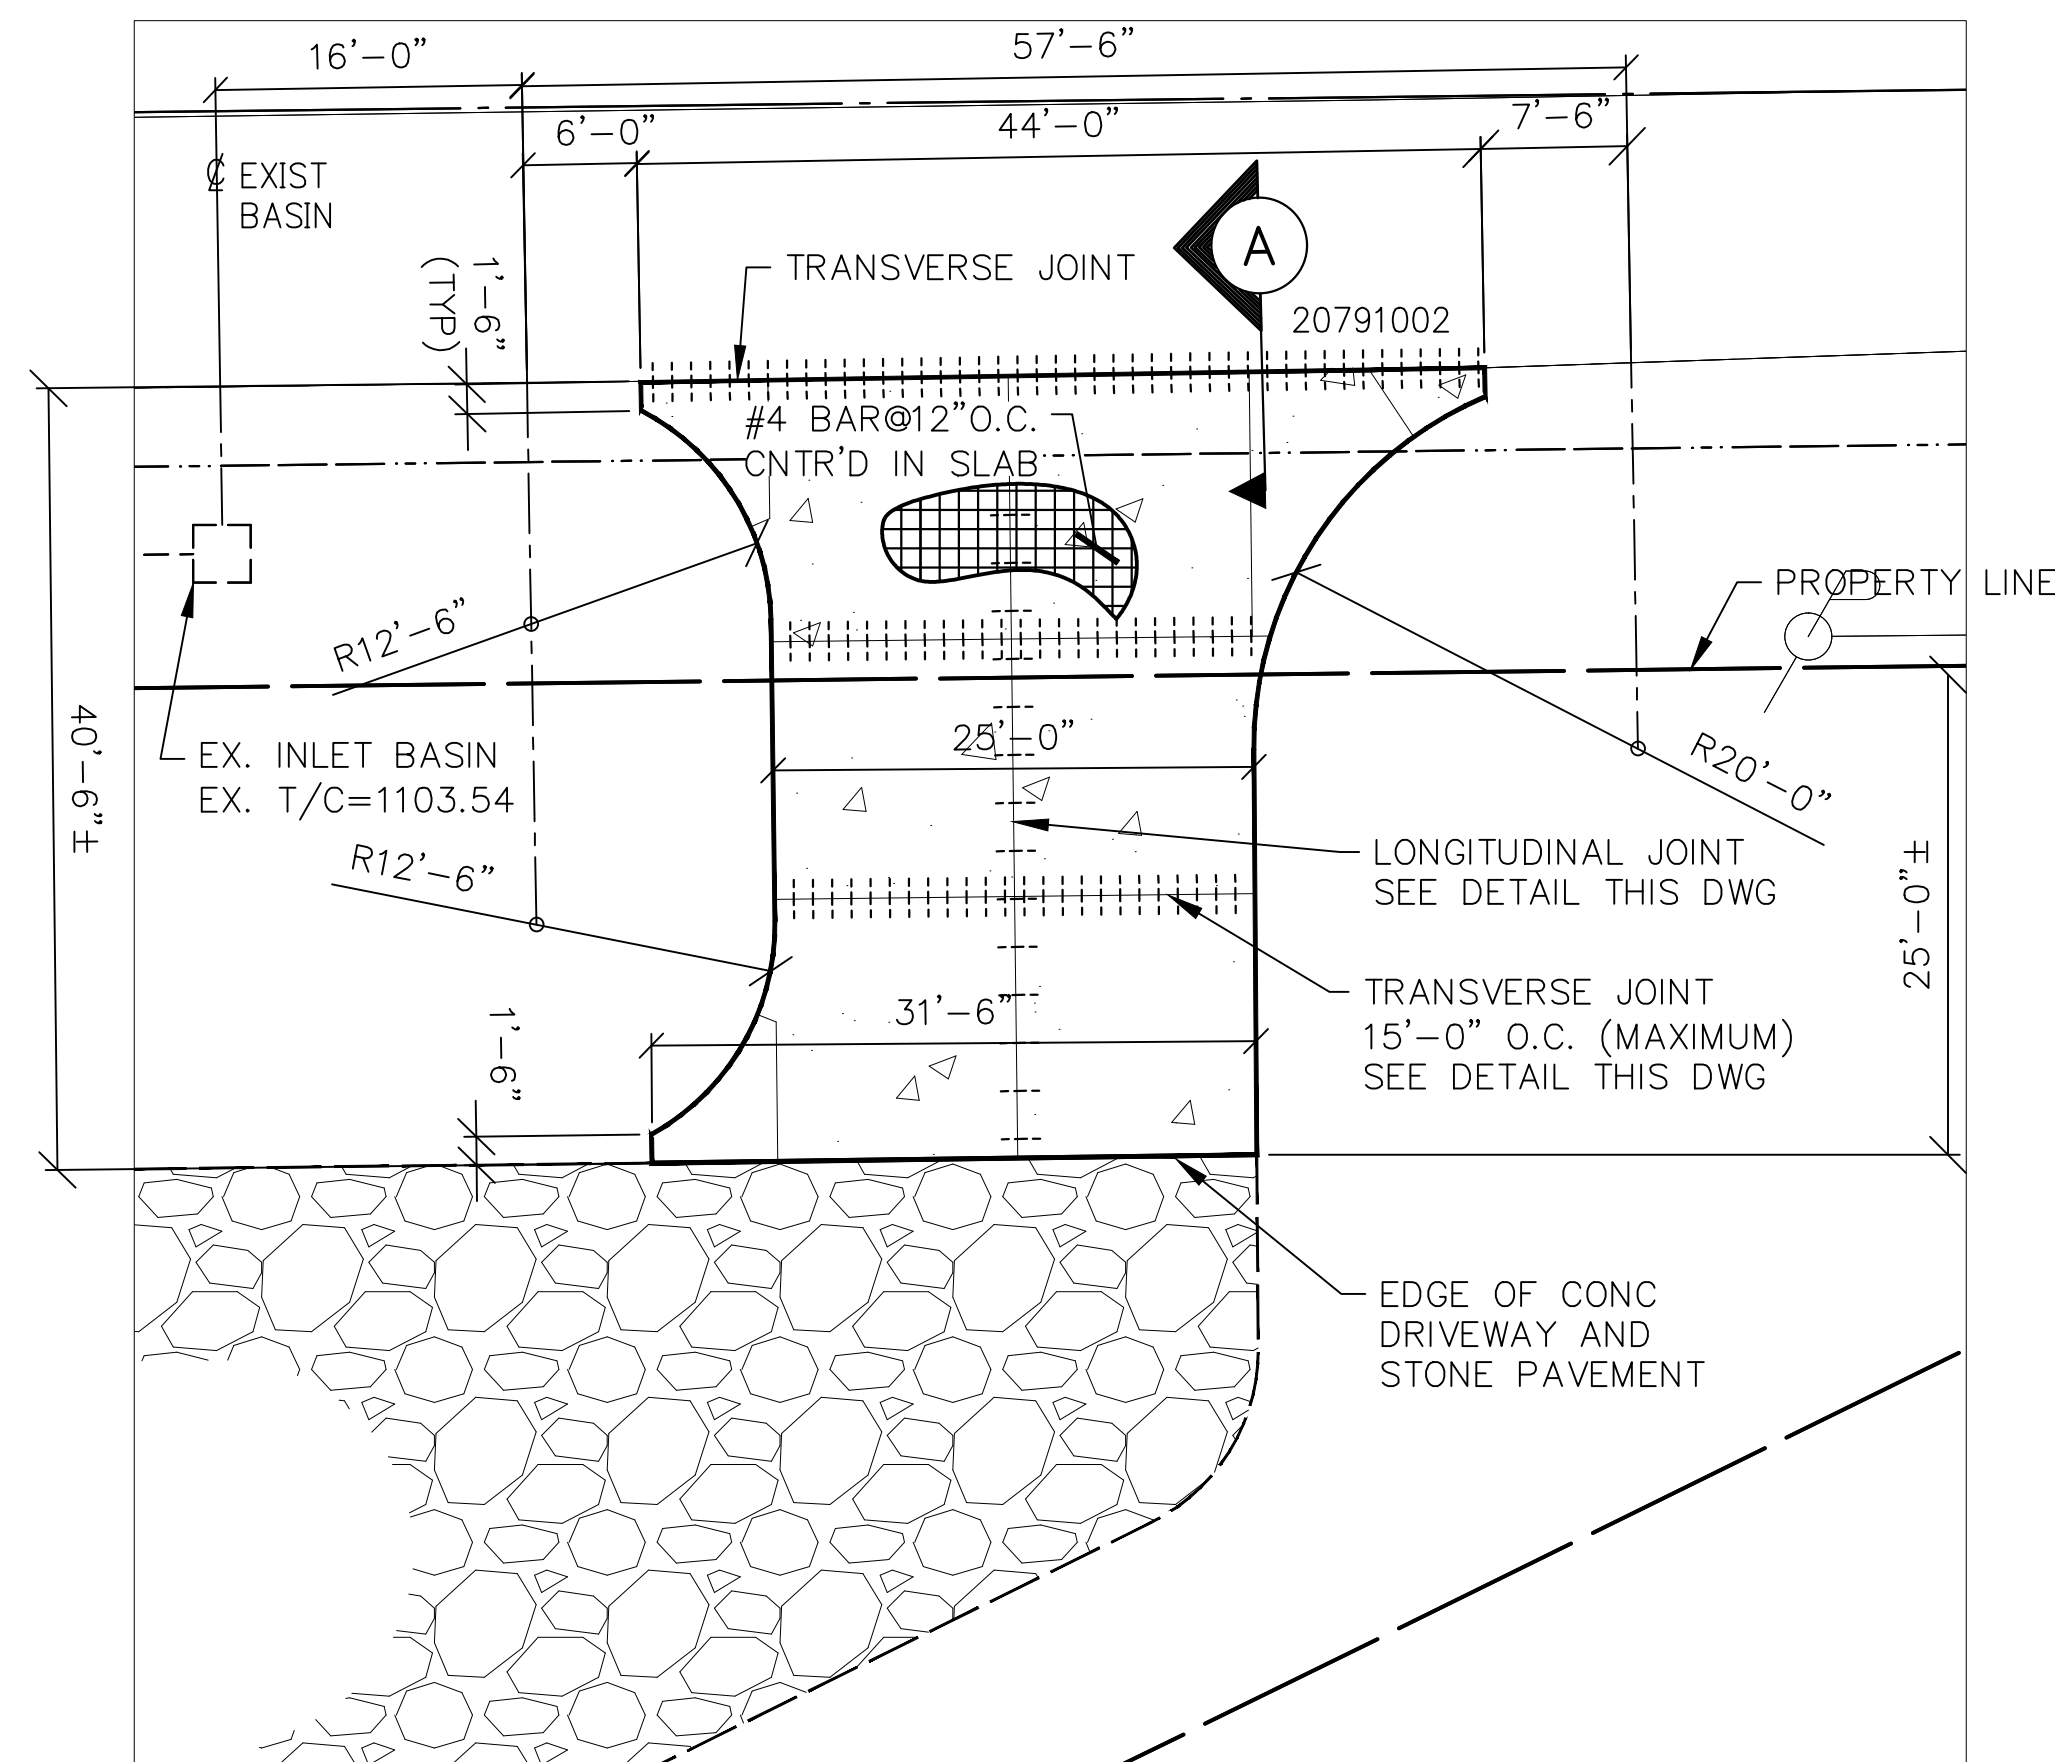 16'-0"
57'-6"
6'-0"
44'-0"
7'-6"
℄ EXIST
BASIN
1'-6"
(TYP)
TRANSVERSE JOINT
A
20791002
#4 BAR@12"O.C.
CNTR'D IN SLAB
PROPERTY LINE
R12'-6"
40'-6"±
25'-0"
R20'-0"
EX. INLET BASIN
EX. T/C=1103.54
R12'-6"
LONGITUDINAL JOINT
SEE DETAIL THIS DWG
25'-0"±
31'-6"
1'-6"
TRANSVERSE JOINT
15'-0" O.C. (MAXIMUM)
SEE DETAIL THIS DWG
EDGE OF CONC
DRIVEWAY AND
STONE PAVEMENT